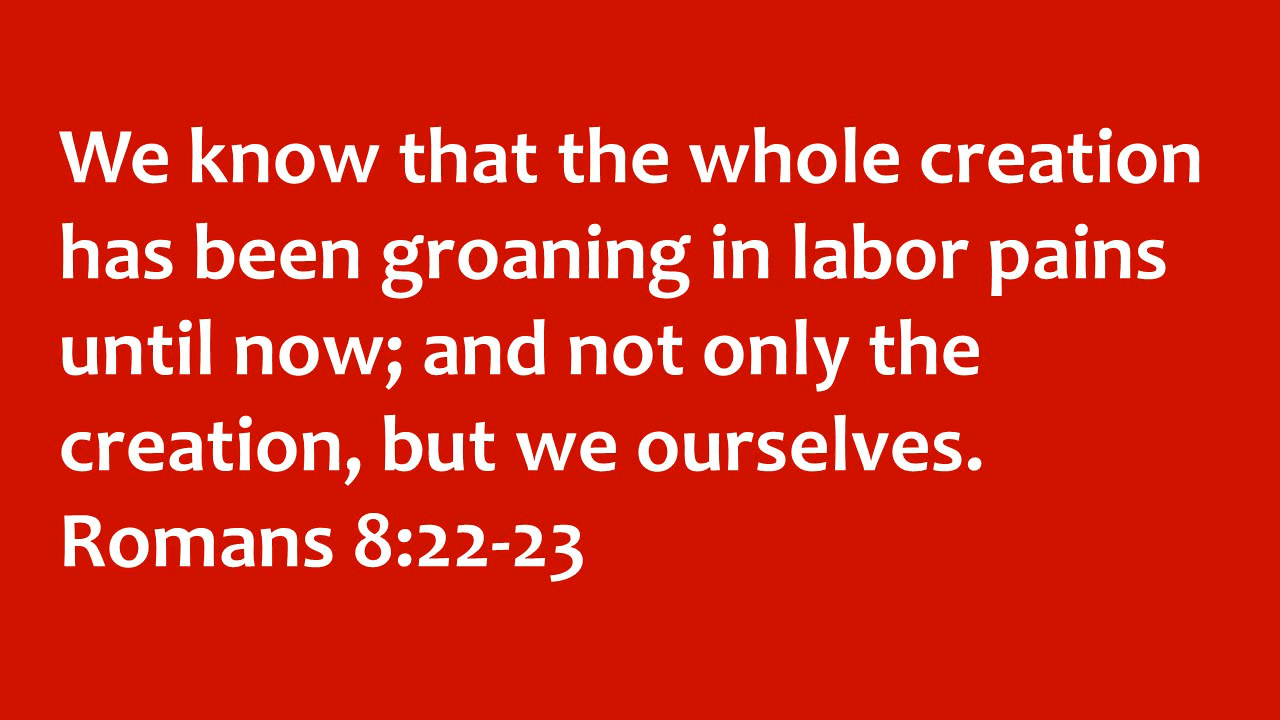 We know that the whole creation
has been groaning in labor pains
until now; and not only the
creation, but we ourselves.
Romans 8:22-23